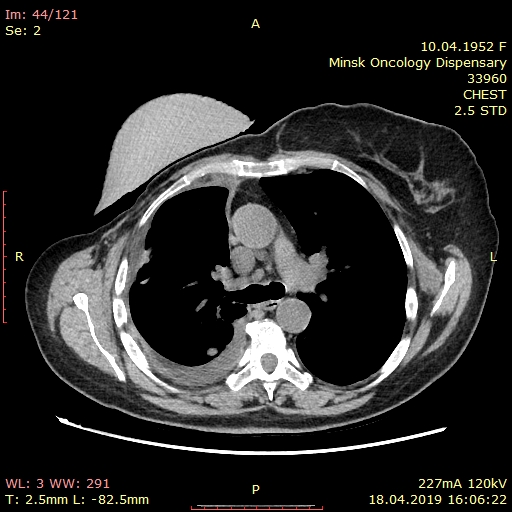 Im: 44/121
Se: 2
A
10.04.1952 F
Minsk Oncology Dispensary
33960
CHEST
2.5 STD
R
L
WL: 3 WW: 291
T: 2.5mm L: -82.5mm
P
227mA 120kV
18.04.2019 16:06:22